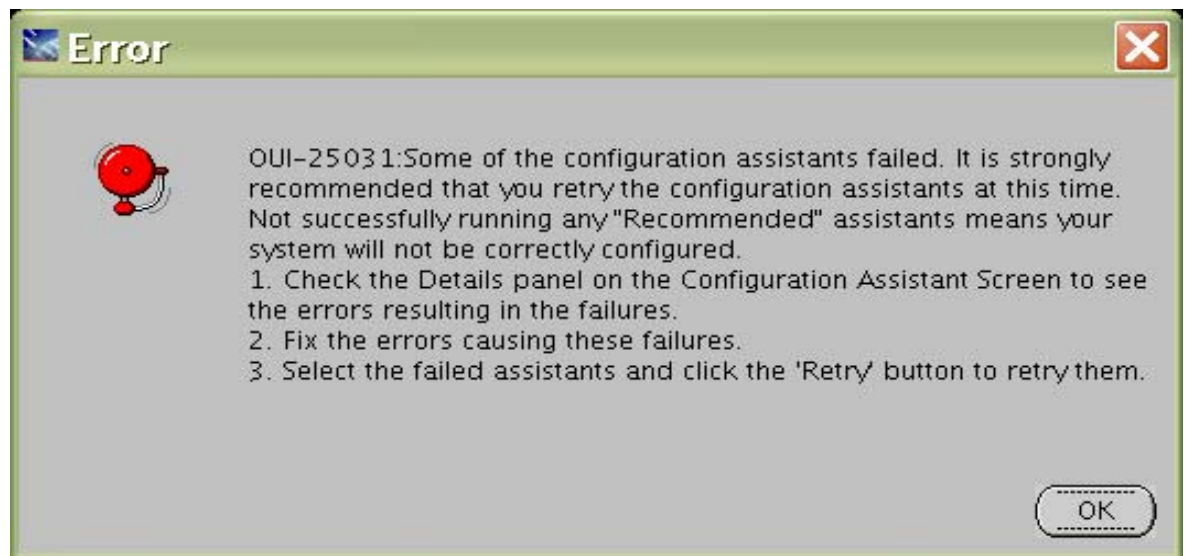 Error
OUI-25031:Some of the configuration assistants failed. It is strongly
recommended that you retry the configuration assistants at this time.
Not successfully running any "Recommended" assistants means your
system will not be correctly configured.
1. Check the Details panel on the Configuration Assistant Screen to see
the errors resulting in the failures.
2. Fix the errors causing these failures.
3. Select the failed assistants and click the 'Retry' button to retry them.
OK